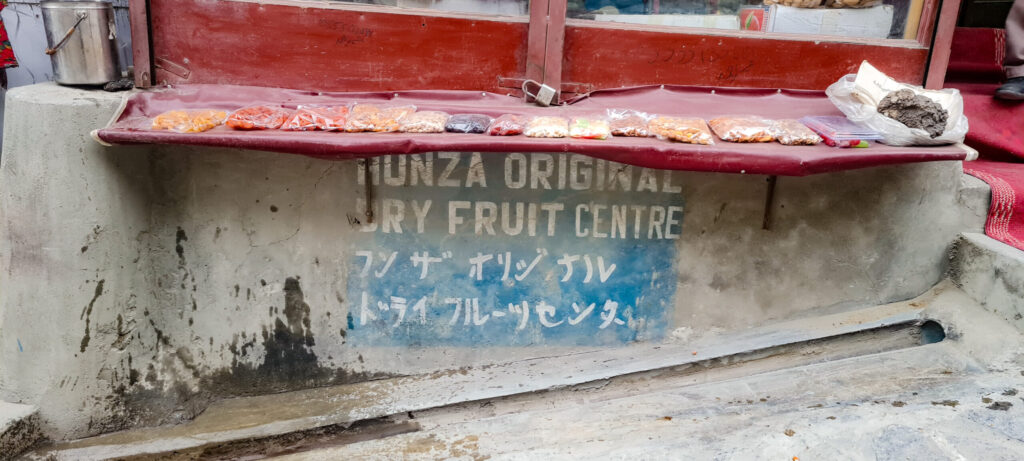 HUNZA ORIGINAL
DRY FRUIT CENTRE
フンザ オリジナル
ドライ フルーツセンター